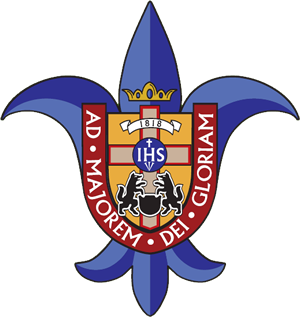 1818
IHS
AD • MAJOREM • DEI • GLORIAM